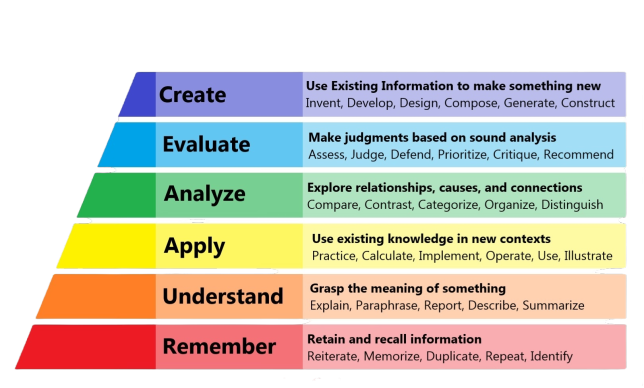 Create
Use Existing Information to make something new
Invent, Develop, Design, Compose, Generate, Construct
Evaluate
Make judgments based on sound analysis
Assess, Judge, Defend, Prioritize, Critique, Recommend
Analyze
Explore relationships, causes, and connections
Compare, Contrast, Categorize, Organize, Distinguish
Apply
Use existing knowledge in new contexts
Practice, Calculate, Implement, Operate, Use, Illustrate
Understand
Grasp the meaning of something
Explain, Paraphrase, Report, Describe, Summarize
Remember
Retain and recall information
Reiterate, Memorize, Duplicate, Repeat, Identify